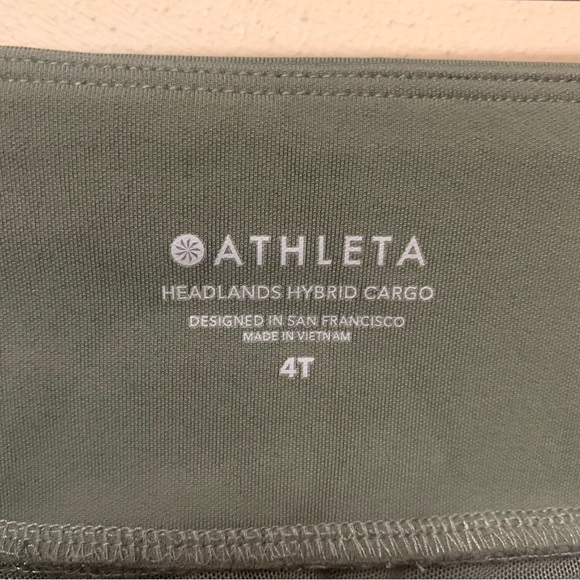 ATHLETA
HEADLANDS HYBRID CARGO
DESIGNED IN SAN FRANCISCO
MADE IN VIETNAM
4T